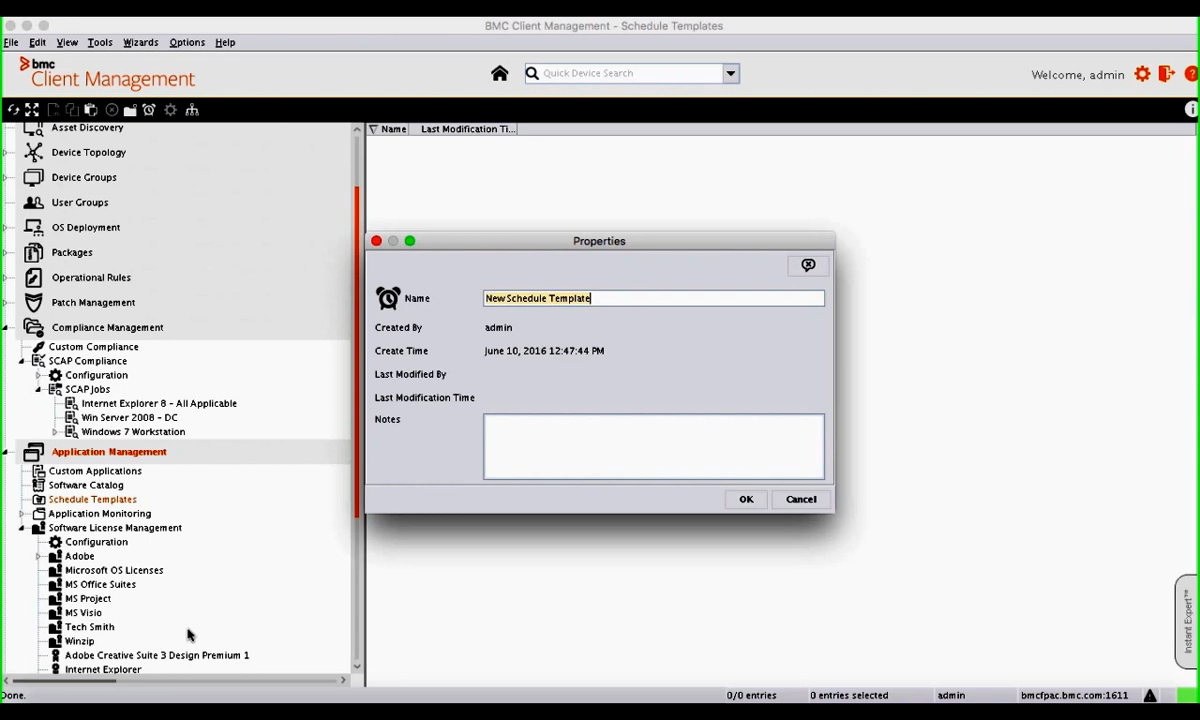 BMC Client Management - Schedule Templates
File Edit View Tools Wizards Options Help
bmc
Client Management
Quick Device Search
Welcome, admin
Asset Discovery
Device Topology
Device Groups
User Groups
OS Deployment
Packages
Operational Rules
Patch Management
Compliance Management
Custom Compliance
SCAP Compliance
Configuration
SCAP Jobs
Internet Explorer 8 - All Applicable
Win Server 2008 - DC
Windows 7 Workstation
Application Management
Custom Applications
Software Catalog
Schedule Templates
Application Monitoring
Software License Management
Configuration
Adobe
Microsoft OS Licenses
MS Office Suites
MS Project
MS Visio
Tech Smith
Winzip
Adobe Creative Suite 3 Design Premium 1
Internet Explorer
Name Last Modification Ti...
Properties
Name New Schedule Template
Created By admin
Create Time June 10, 2016 12:47:44 PM
Last Modified By
Last Modification Time
Notes
OK Cancel
Instant Expert™
Done. 0/0 entries 0 entries selected admin bmcfpac.bmc.com:1611